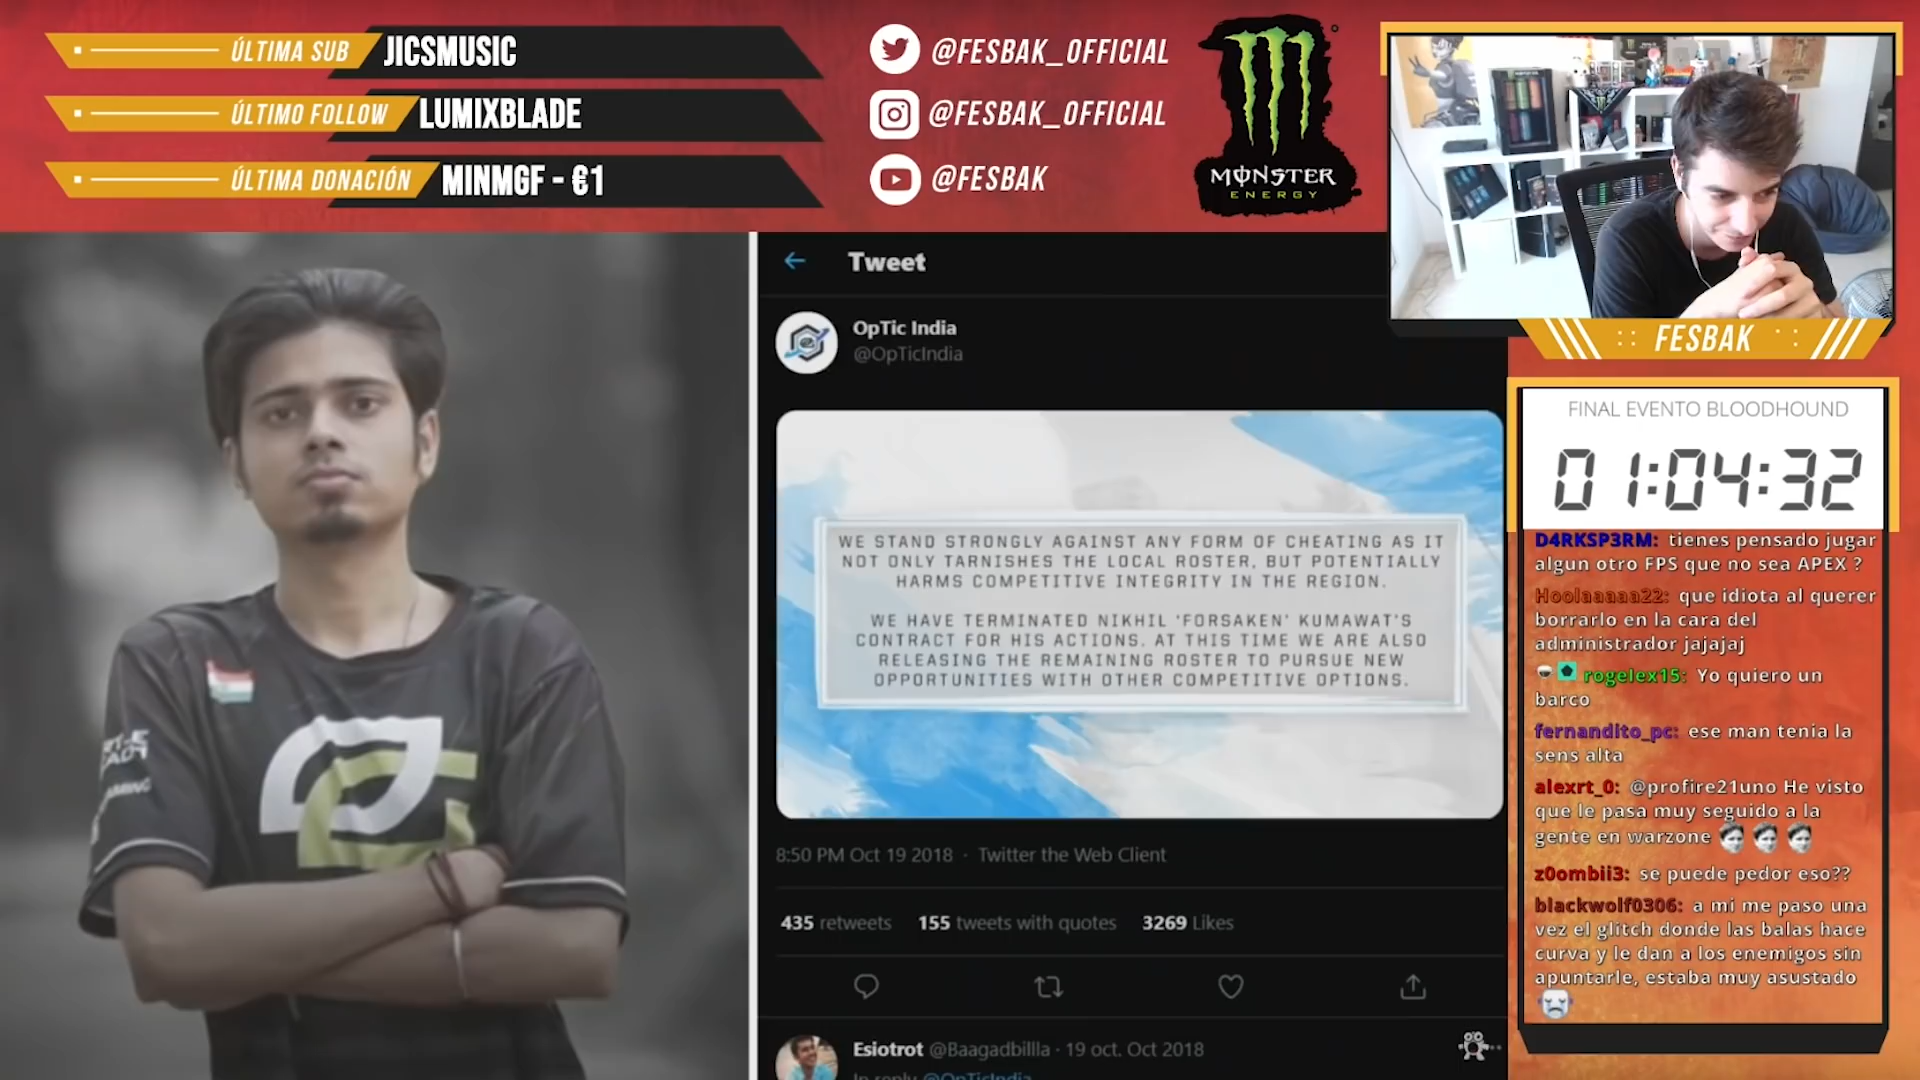 ÚLTIMA SUB JICSMUSIC
ÚLTIMO FOLLOW LUMIXBLADE
ÚLTIMA DONACIÓN MINMGF - €1
@FESBAK_OFFICIAL
@FESBAK_OFFICIAL
@FESBAK
MONSTER
ENERGY
FESBAK
Tweet
OpTic India
@OpTicIndia
WE STAND STRONGLY AGAINST ANY FORM OF CHEATING AS IT
NOT ONLY TARNISHES THE LOCAL ROSTER, BUT POTENTIALLY
HARMS COMPETITIVE INTEGRITY IN THE REGION.
WE HAVE TERMINATED NIKHIL 'FORSAKEN' KUMAWAT'S
CONTRACT FOR HIS ACTIONS. AT THIS TIME WE ARE ALSO
RELEASING THE REMAINING ROSTER TO PURSUE NEW
OPPORTUNITIES WITH OTHER COMPETITIVE OPTIONS.
8:50 PM Oct 19 2018 · Twitter the Web Client
435 retweets 155 tweets with quotes 3269 Likes
Esiotrot @Baagadbillla · 19 oct. Oct 2018
In reply @OpTicIndia
FINAL EVENTO BLOODHOUND
01:04:32
D4RKSP3RM: tienes pensado jugar
algun otro FPS que no sea APEX ?
Hoolaaaaa22: que idiota al querer
borrarlo en la cara del
administrador jajajaj
rogelex15: Yo quiero un
barco
fernandito_pc: ese man tenia la
sens alta
alexrt_0: @profire21uno He visto
que le pasa muy seguido a la
gente en warzone
z0ombii3: se puede pedor eso??
blackwolf0306: a mi me paso una
vez el glitch donde las balas hace
curva y le dan a los enemigos sin
apuntarle, estaba muy asustado